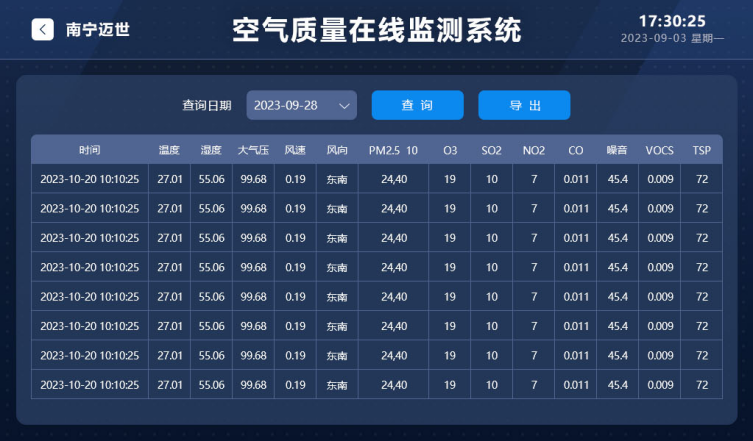 南宁迈世
空气质量在线监测系统
17:30:25
2023-09-03 星期一
查询日期 2023-09-28 查 询 导 出
时间 温度 湿度 大气压 风速 风向 PM2.5 10 O3 SO2 NO2 CO 噪音 VOCS TSP
2023-10-20 10:10:25 27.01 55.06 99.68 0.19 东南 24,40 19 10 7 0.011 45.4 0.009 72
2023-10-20 10:10:25 27.01 55.06 99.68 0.19 东南 24,40 19 10 7 0.011 45.4 0.009 72
2023-10-20 10:10:25 27.01 55.06 99.68 0.19 东南 24,40 19 10 7 0.011 45.4 0.009 72
2023-10-20 10:10:25 27.01 55.06 99.68 0.19 东南 24,40 19 10 7 0.011 45.4 0.009 72
2023-10-20 10:10:25 27.01 55.06 99.68 0.19 东南 24,40 19 10 7 0.011 45.4 0.009 72
2023-10-20 10:10:25 27.01 55.06 99.68 0.19 东南 24,40 19 10 7 0.011 45.4 0.009 72
2023-10-20 10:10:25 27.01 55.06 99.68 0.19 东南 24,40 19 10 7 0.011 45.4 0.009 72
2023-10-20 10:10:25 27.01 55.06 99.68 0.19 东南 24,40 19 10 7 0.011 45.4 0.009 72